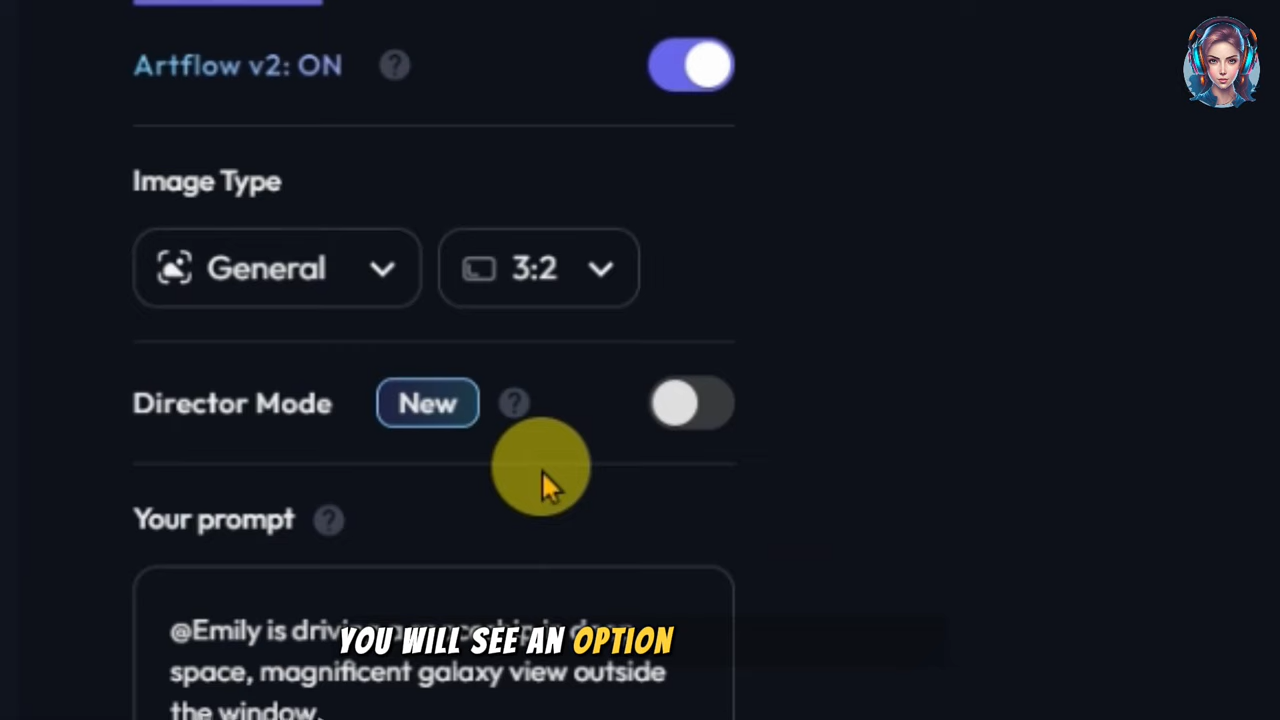 Artflow v2: ON ?
Image Type
General 3:2
Director Mode New ?
Your prompt ?
@Emily is
YOU WILL SEE AN OPTION
space, magnificent galaxy view outside
the window.